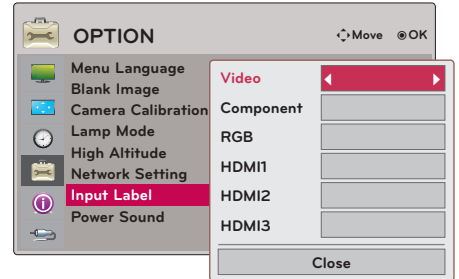 OPTION
Move OK
Menu Language
Blank Image
Camera Calibration
Lamp Mode
High Altitude
Network Setting
Input Label
Power Sound
Video
Component
RGB
HDMI1
HDMI2
HDMI3
Close